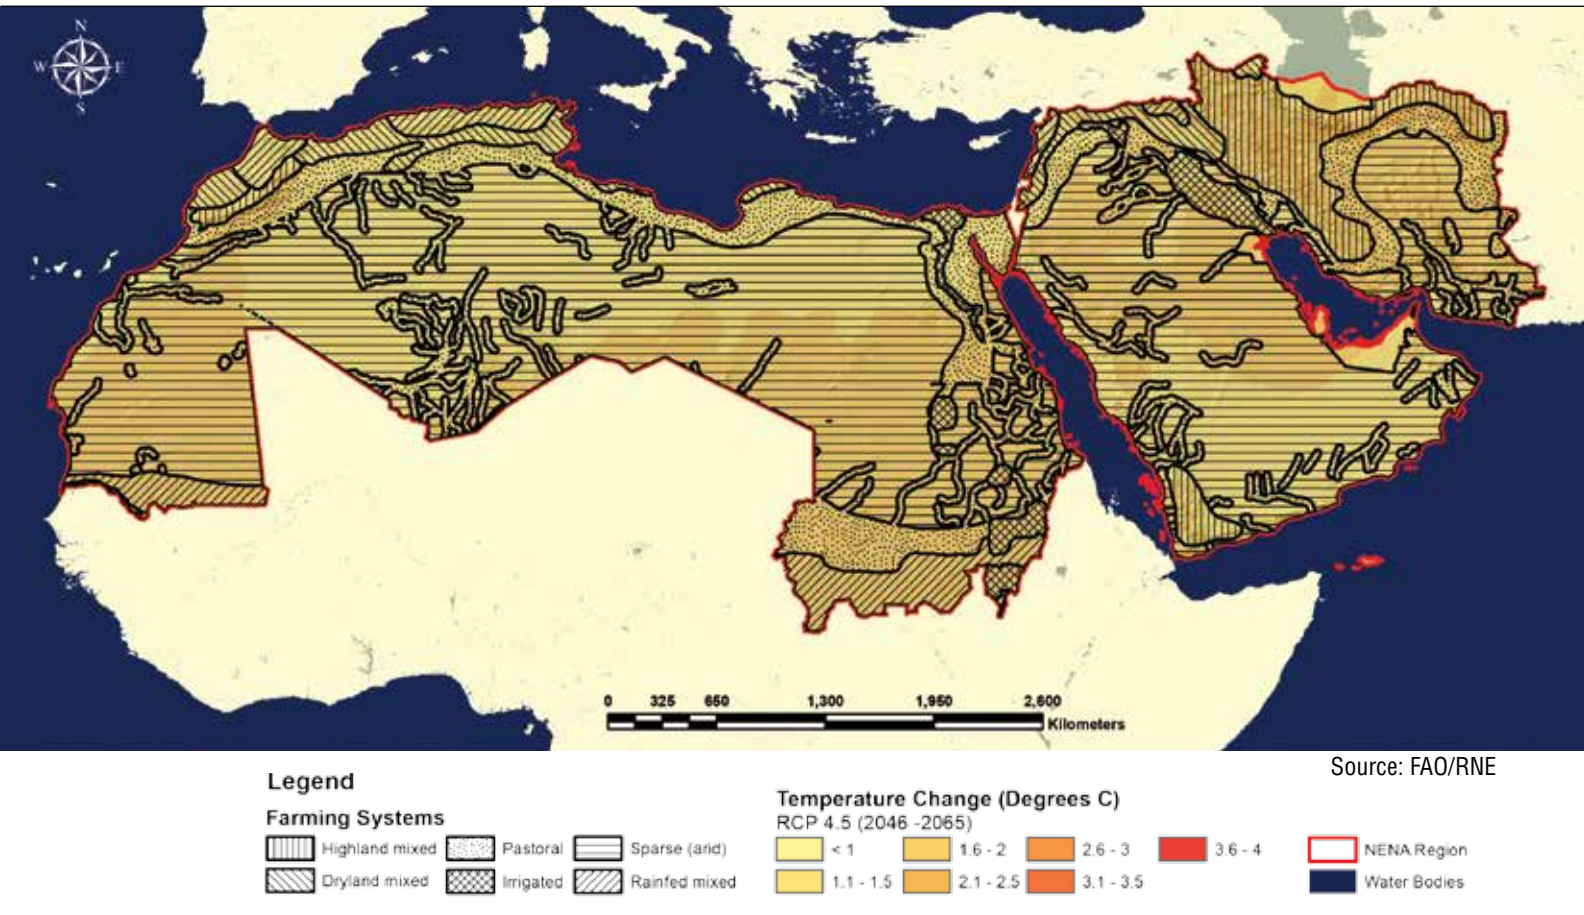 N
W E
S
0 325 650 1,300 1,950 2,600
Kilometers
Source: FAO/RNE
Legend
Farming Systems
Highland mixed Pastoral Sparse (arid)
Dryland mixed Irrigated Rainfed mixed
Temperature Change (Degrees C)
RCP 4.5 (2046 -2065)
< 1 1.6 - 2 2.6 - 3 3.6 - 4
1.1 - 1.5 2.1 - 2.5 3.1 - 3.5
NENA Region
Water Bodies